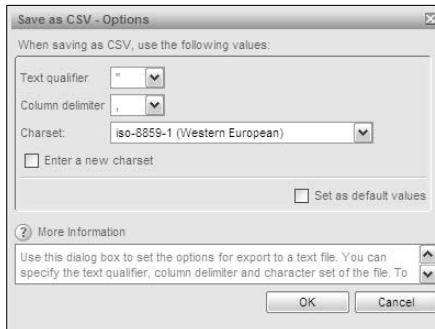 Save as CSV - Options
When saving as CSV, use the following values:
Text qualifier "
Column delimiter ,
Charset: iso-8859-1 (Western European)
Enter a new charset
Set as default values
? More Information
Use this dialog box to set the options for export to a text file. You can
specify the text qualifier, column delimiter and character set of the file. To
OK Cancel